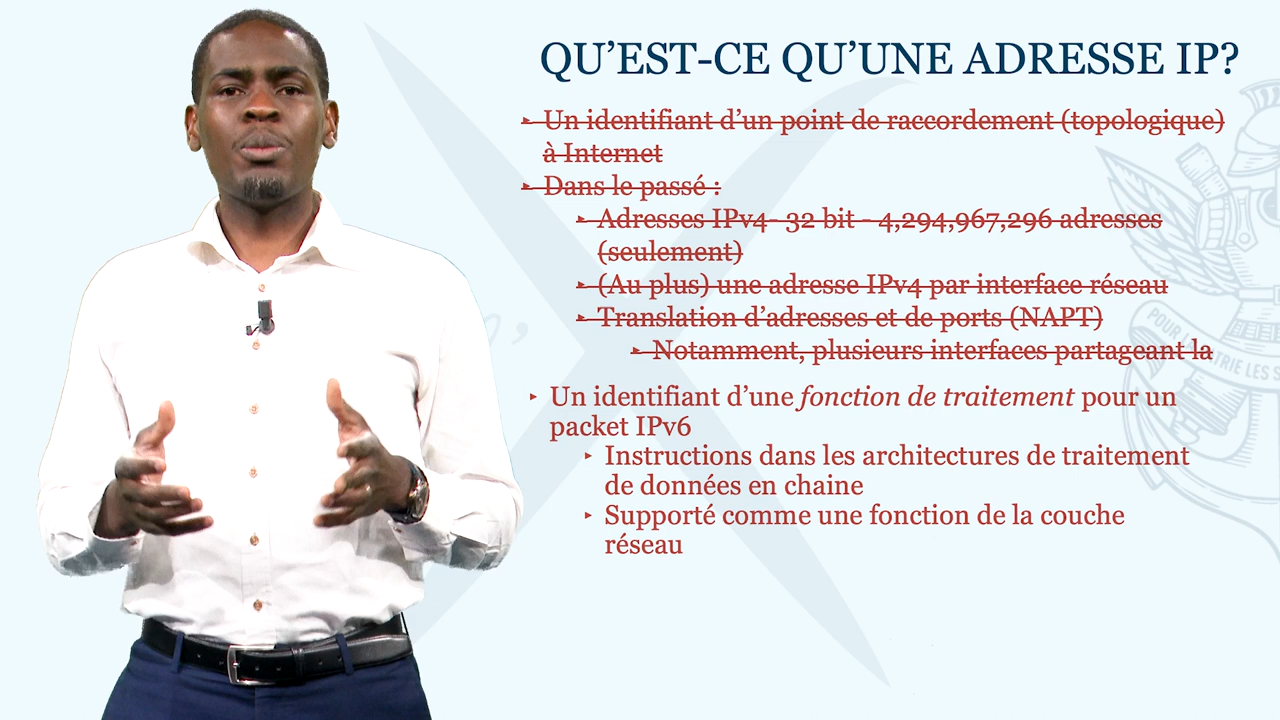 QU'EST-CE QU'UNE ADRESSE IP?
▸ Un identifiant d'un point de raccordement (topologique)
à Internet
▸ Dans le passé :
▸ Adresses IPv4- 32 bit - 4,294,967,296 adresses
(seulement)
▸ (Au plus) une adresse IPv4 par interface réseau
▸ Translation d'adresses et de ports (NAPT)
▸ Notamment, plusieurs interfaces partageant la
▸ Un identifiant d'une fonction de traitement pour un
packet IPv6
▸ Instructions dans les architectures de traitement
de données en chaine
▸ Supporté comme une fonction de la couche
réseau